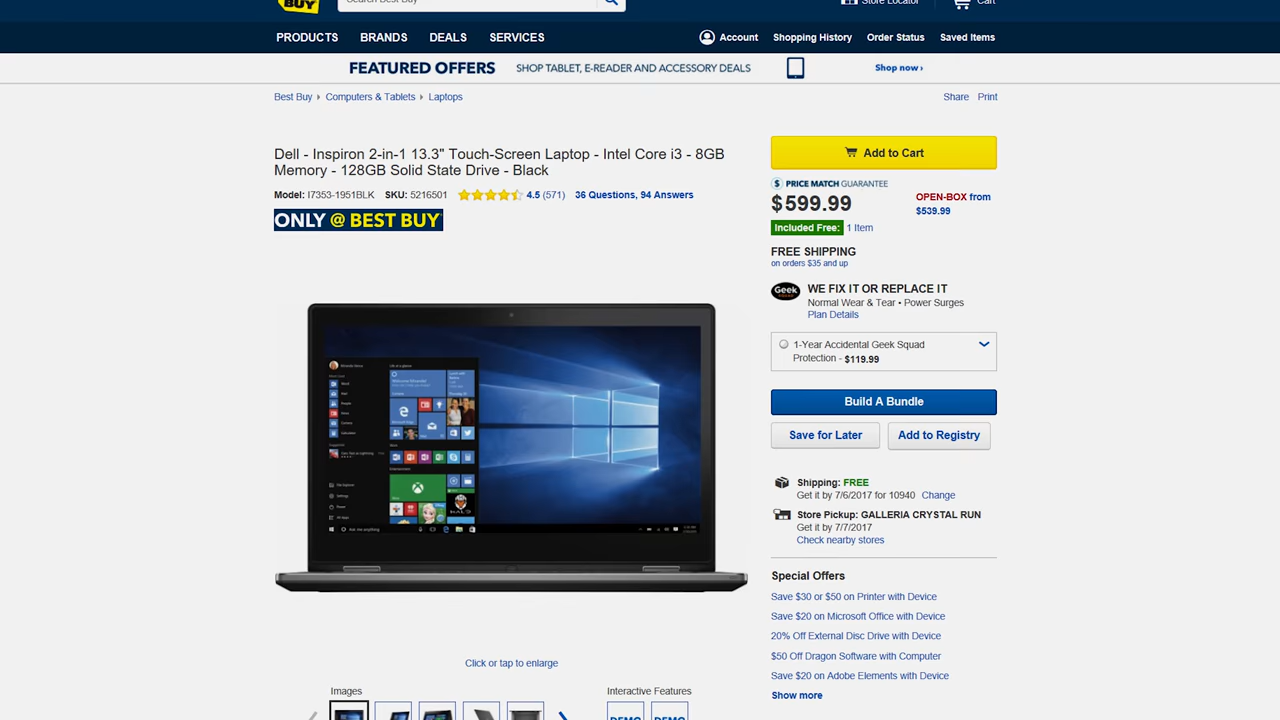 BUY
Search Best Buy
Store Locator
Cart
PRODUCTS
BRANDS
DEALS
SERVICES
Account
Shopping History
Order Status
Saved Items
FEATURED OFFERS
SHOP TABLET, E-READER AND ACCESSORY DEALS
Shop now ›
Best Buy
Computers & Tablets
Laptops
Share
Print
Dell - Inspiron 2-in-1 13.3" Touch-Screen Laptop - Intel Core i3 - 8GB
Memory - 128GB Solid State Drive - Black
Model: I7353-1951BLK SKU: 5216501 4.5 (571) 36 Questions, 94 Answers
ONLY @ BEST BUY
Add to Cart
PRICE MATCH GUARANTEE
$599.99
OPEN-BOX from
$539.99
Included Free: 1 Item
FREE SHIPPING
on orders $35 and up
Geek
WE FIX IT OR REPLACE IT
Normal Wear & Tear • Power Surges
Plan Details
1-Year Accidental Geek Squad
Protection - $119.99
Build A Bundle
Save for Later
Add to Registry
Shipping: FREE
Get it by 7/6/2017 for 10940 Change
Store Pickup: GALLERIA CRYSTAL RUN
Get it by 7/7/2017
Check nearby stores
Special Offers
Save $30 or $50 on Printer with Device
Save $20 on Microsoft Office with Device
20% Off External Disc Drive with Device
$50 Off Dragon Software with Computer
Save $20 on Adobe Elements with Device
Show more
Click or tap to enlarge
Images
Interactive Features
DEMO
DEMO